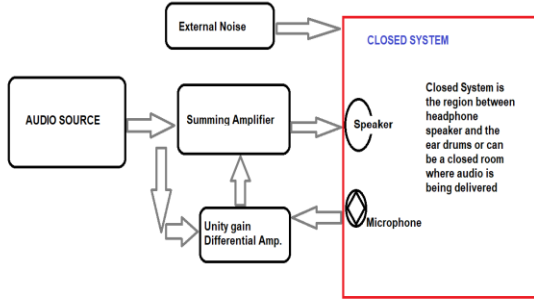 External Noise
CLOSED SYSTEM
AUDIO SOURCE
Summing Amplifier
Speaker
Closed System is
the region between
headphone
speaker and the
ear drums or can
be a closed room
where audio is
being delivered
Unity gain
Differential Amp.
Microphone